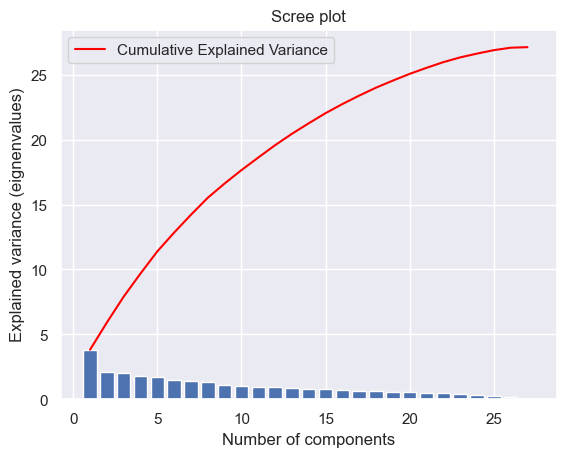 Scree plot
Cumulative Explained Variance
Explained variance (eignenvalues)
25
20
15
10
5
0
0 5 10 15 20 25
Number of components